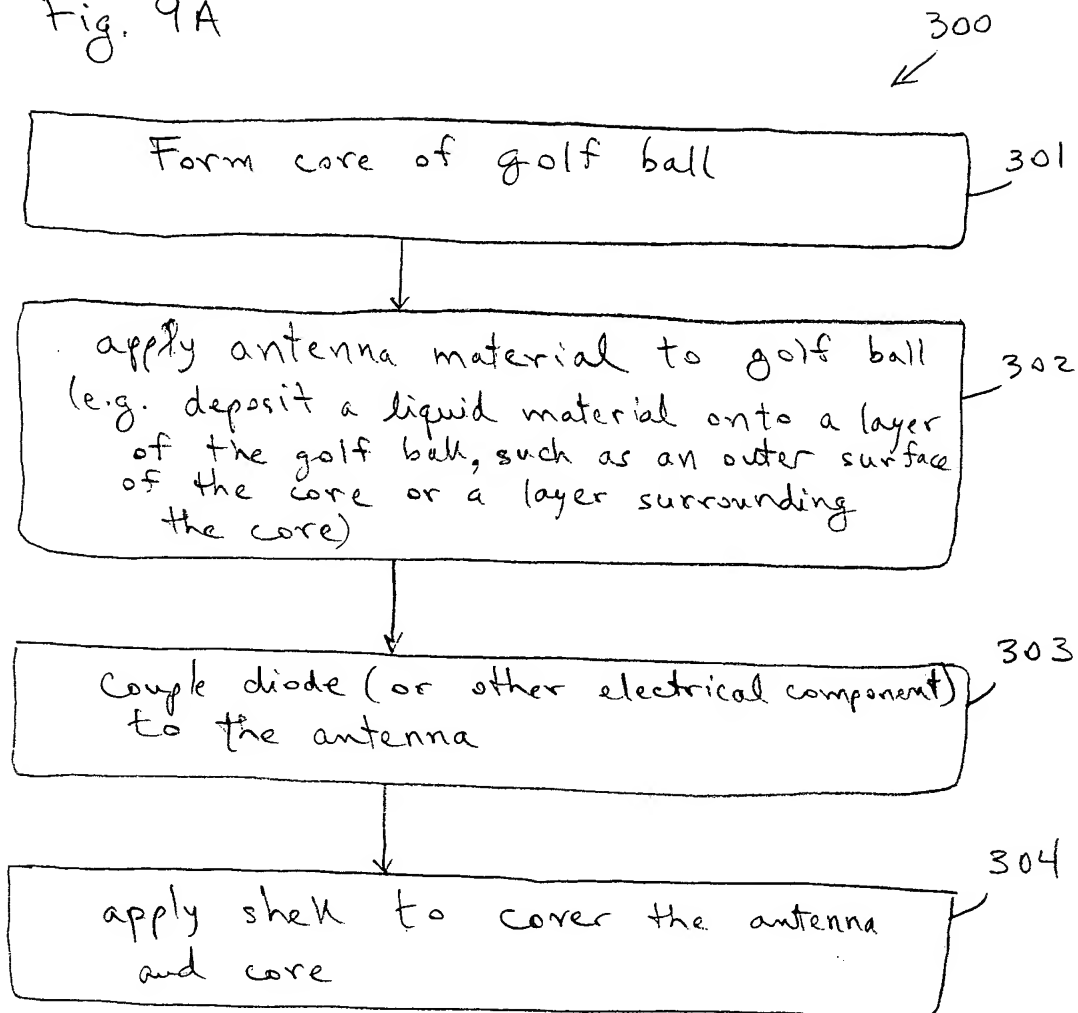 Fig. 9A
300
Form core of golf ball
301
apply antenna material to golf ball
302
(e.g. deposit a liquid material onto a layer
of the golf ball, such as an outer surface
of the core or a layer surrounding
the core)
303
couple diode (or other electrical component)
to the antenna
304
apply shell to cover the antenna
and core